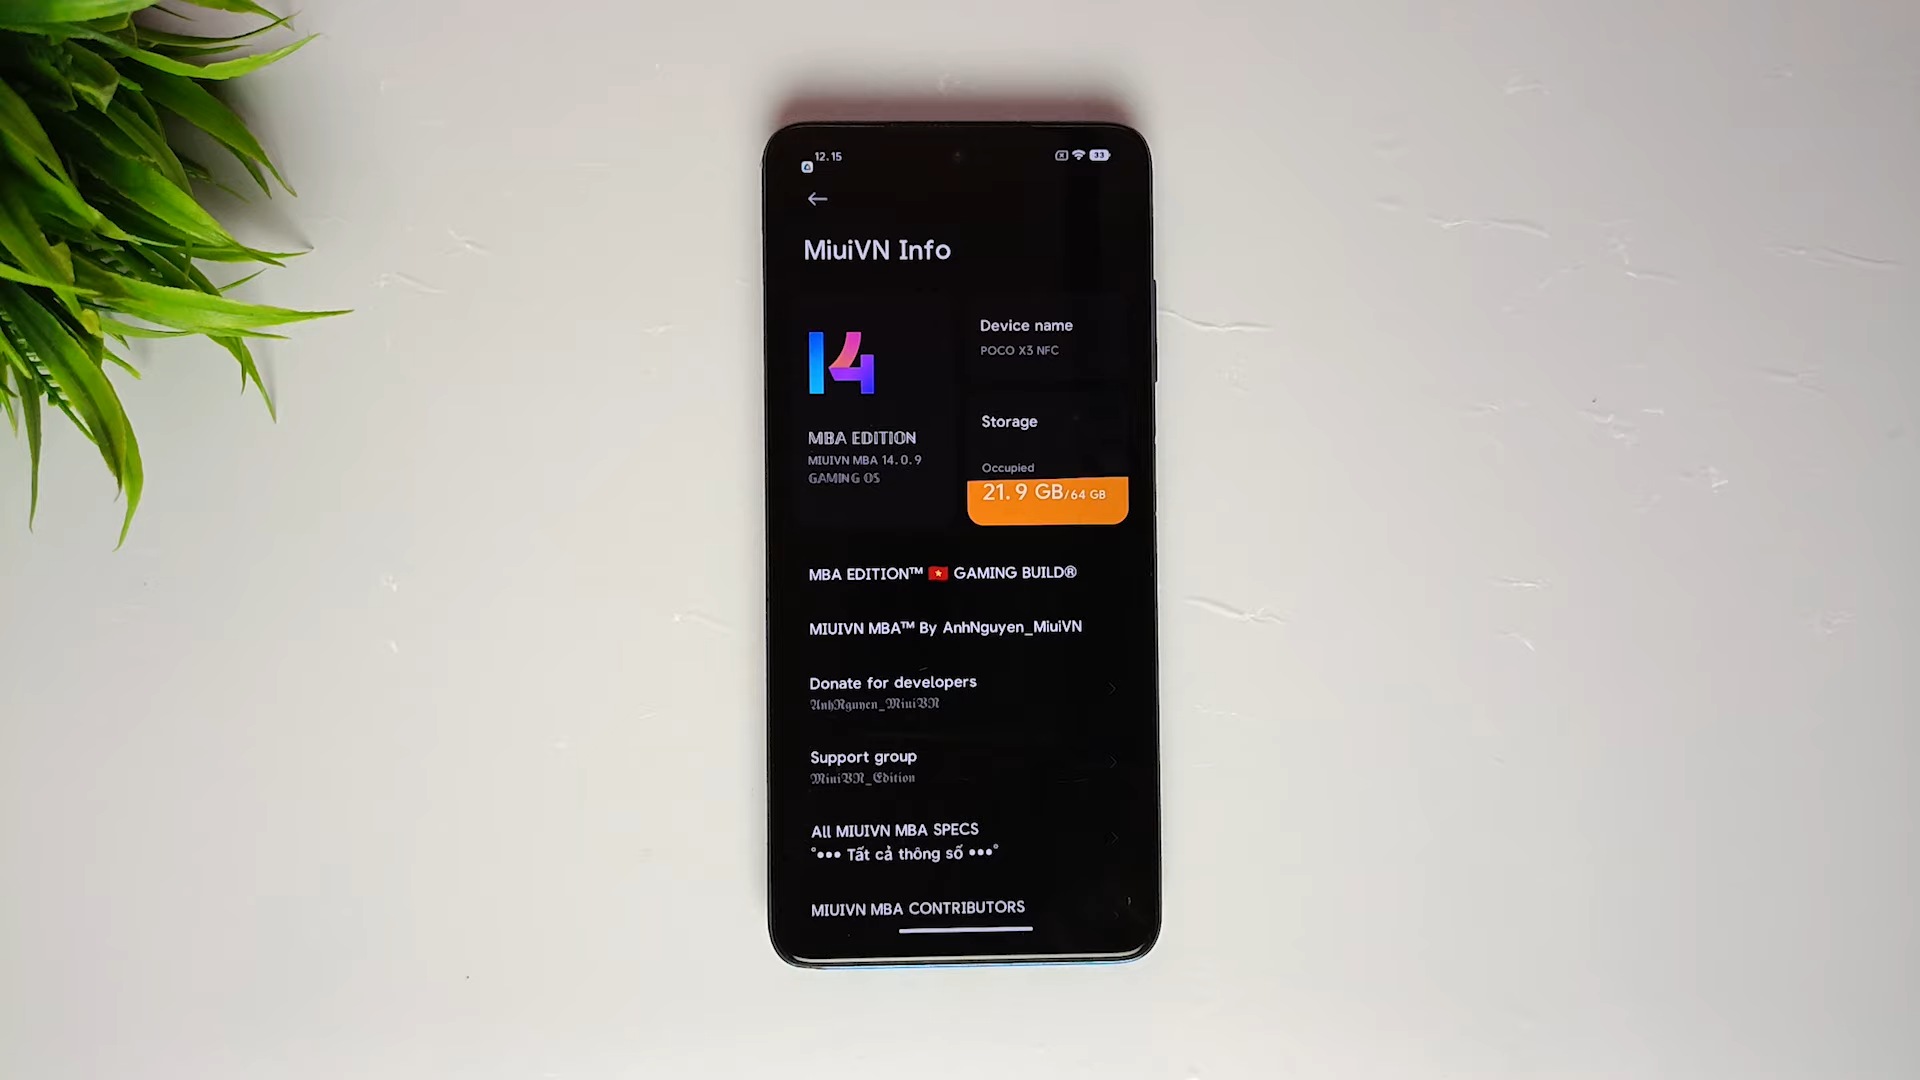 12.15
33
MiuiVN Info
14
Device name
POCO X3 NFC
MBA EDITION
MIUIVN MBA 14.0.9
GAMING OS
Storage
Occupied
21.9 GB/64 GB
MBA EDITION™ 🇻🇳 GAMING BUILD®
MIUIVN MBA™ By AnhNguyen_MiuiVN
Donate for developers
𝔄𝔫𝔥𝔑𝔤𝔲𝔶𝔢𝔫_𝔐𝔦𝔲𝔦𝔙𝔑
Support group
𝔐𝔦𝔲𝔦𝔙𝔑_𝔈𝔡𝔦𝔱𝔦𝔬𝔫
All MIUIVN MBA SPECS
°••• Tất cả thông số •••°
MIUIVN MBA CONTRIBUTORS